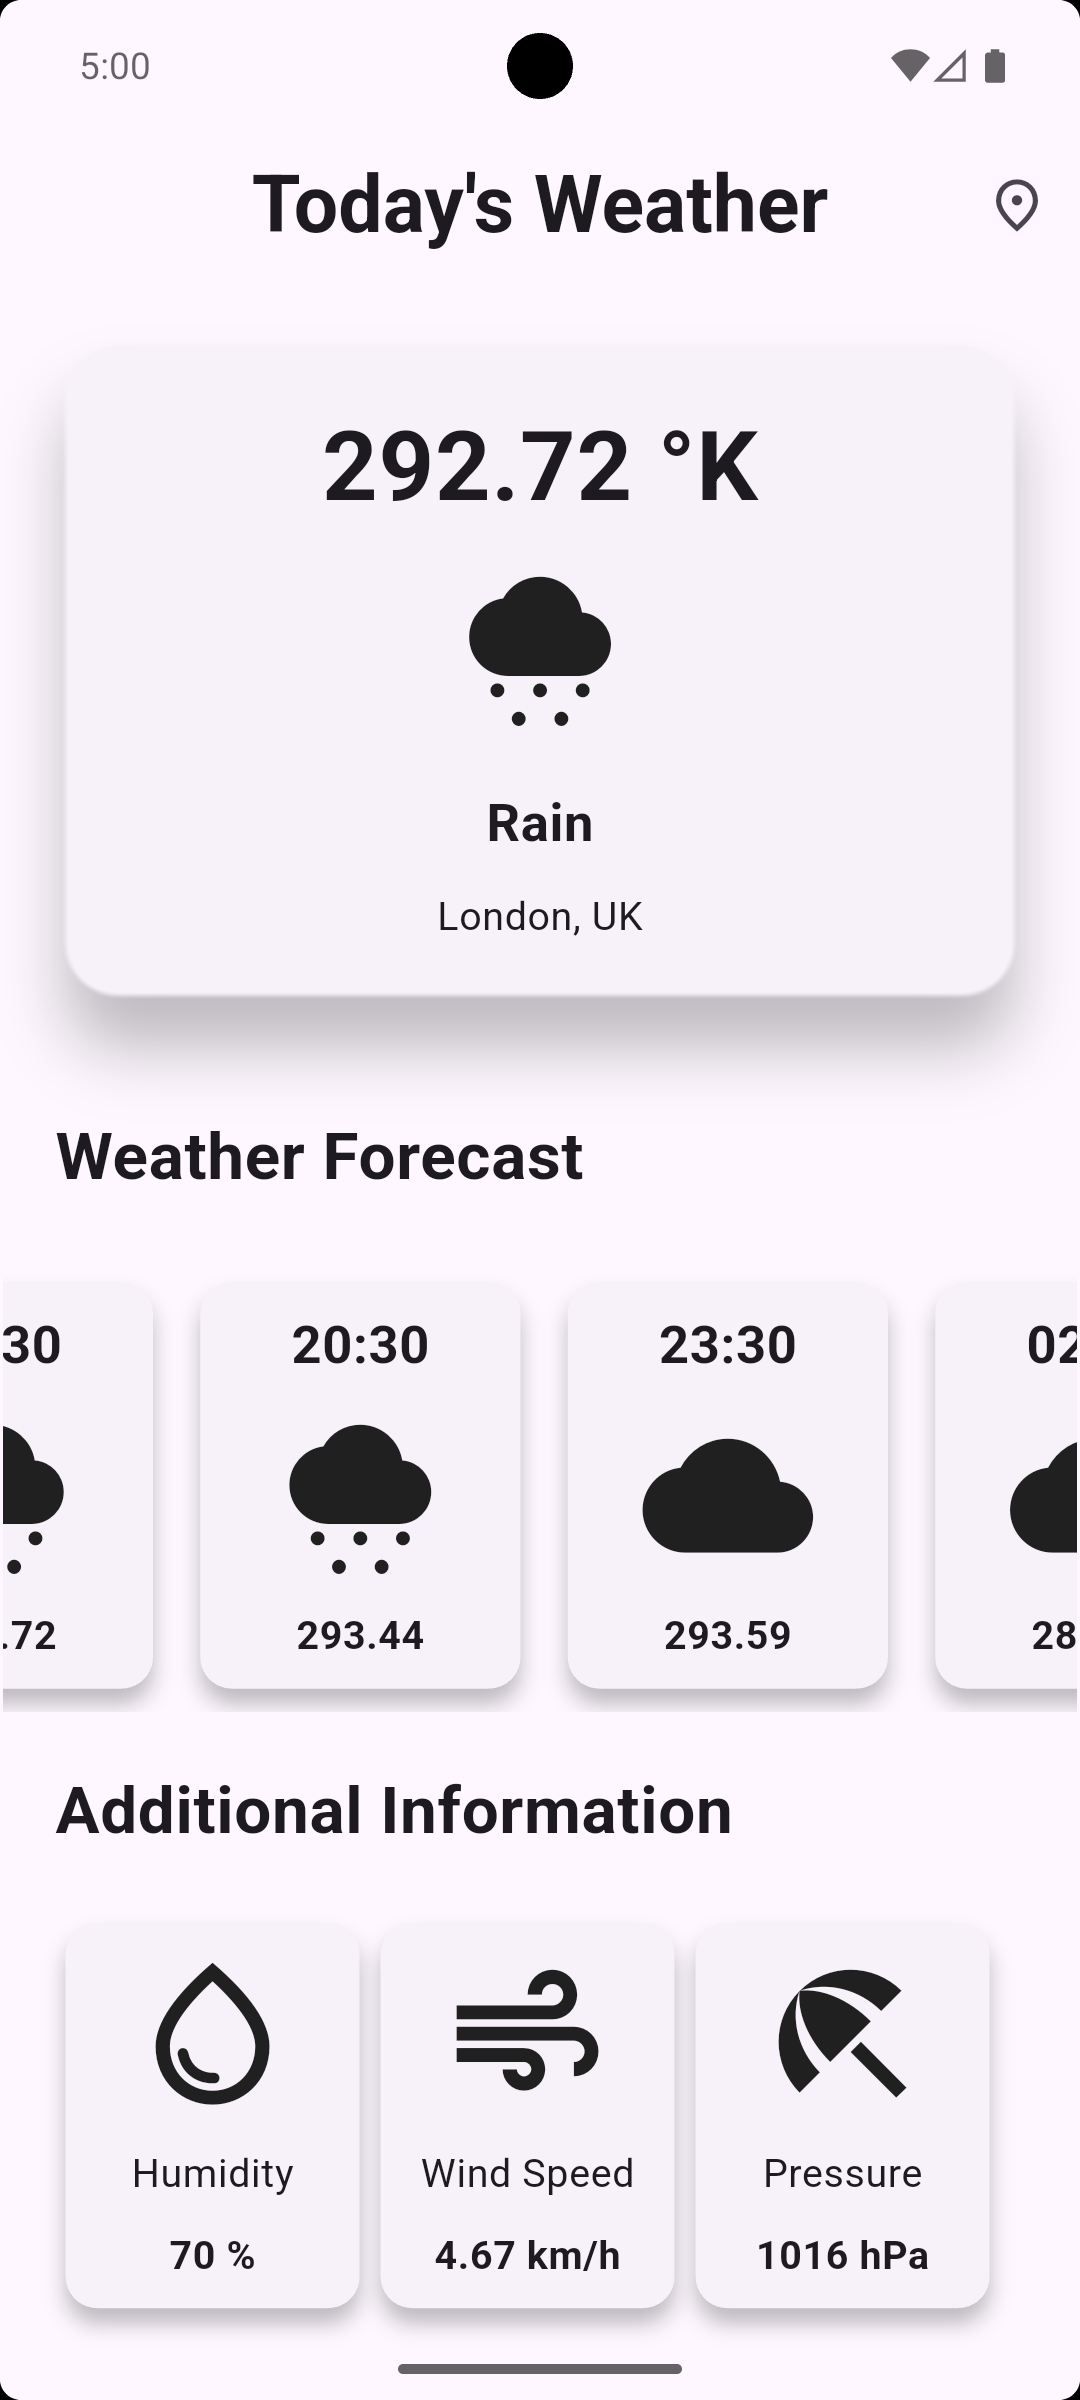 5:00
Today's Weather
292.72 °K
Rain
London, UK
Weather Forecast
30 20:30 23:30 02
.72 293.44 293.59 28
Additional Information
Humidity Wind Speed Pressure
70 % 4.67 km/h 1016 hPa